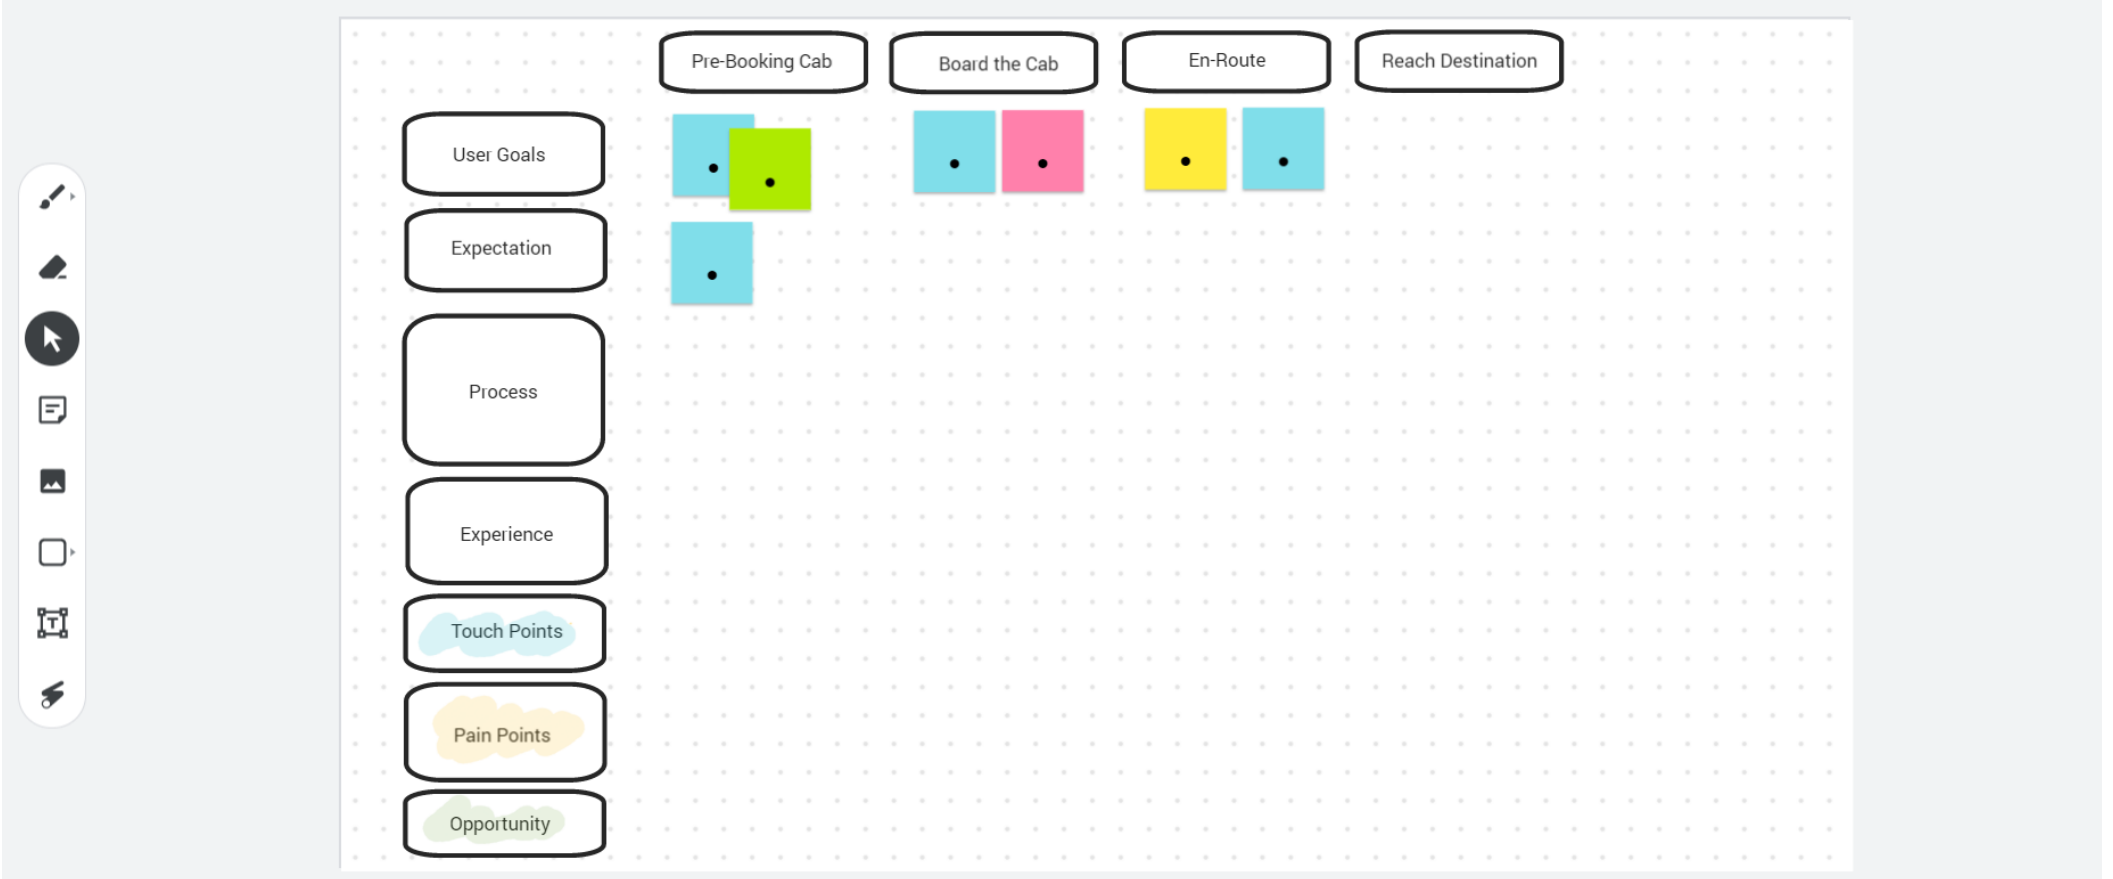 Pre-Booking Cab
Board the Cab
En-Route
Reach Destination
User Goals
Expectation
Process
Experience
Touch Points
Pain Points
Opportunity